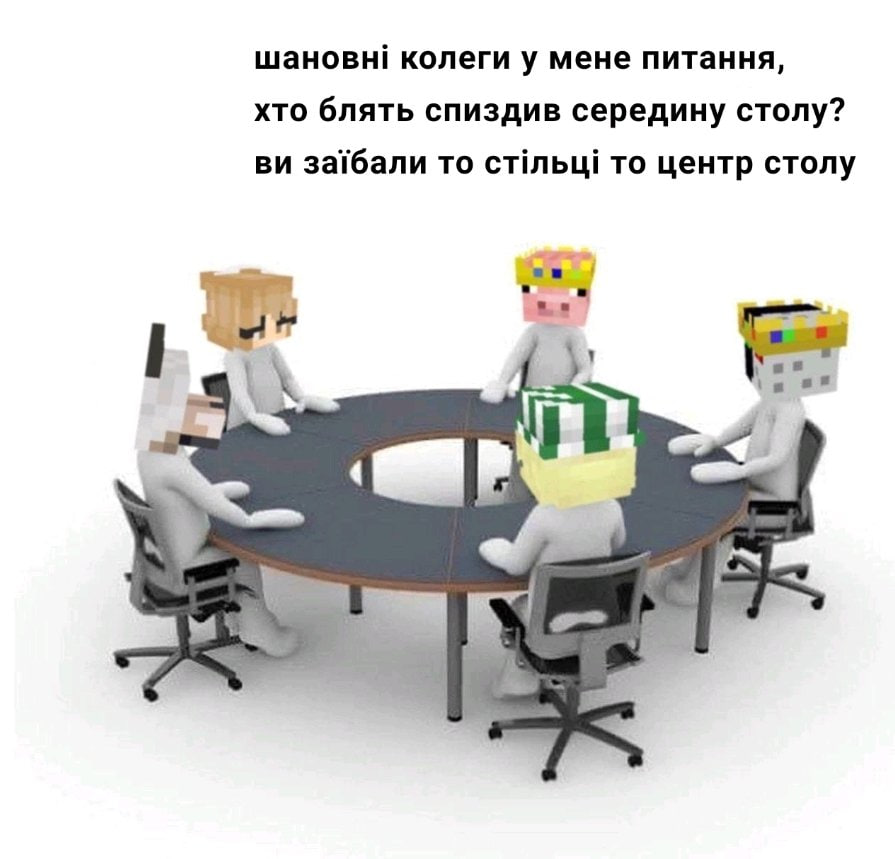 шановні колеги у мене питання,
хто блять спиздив середину столу?
ви заїбали то стільці то центр столу